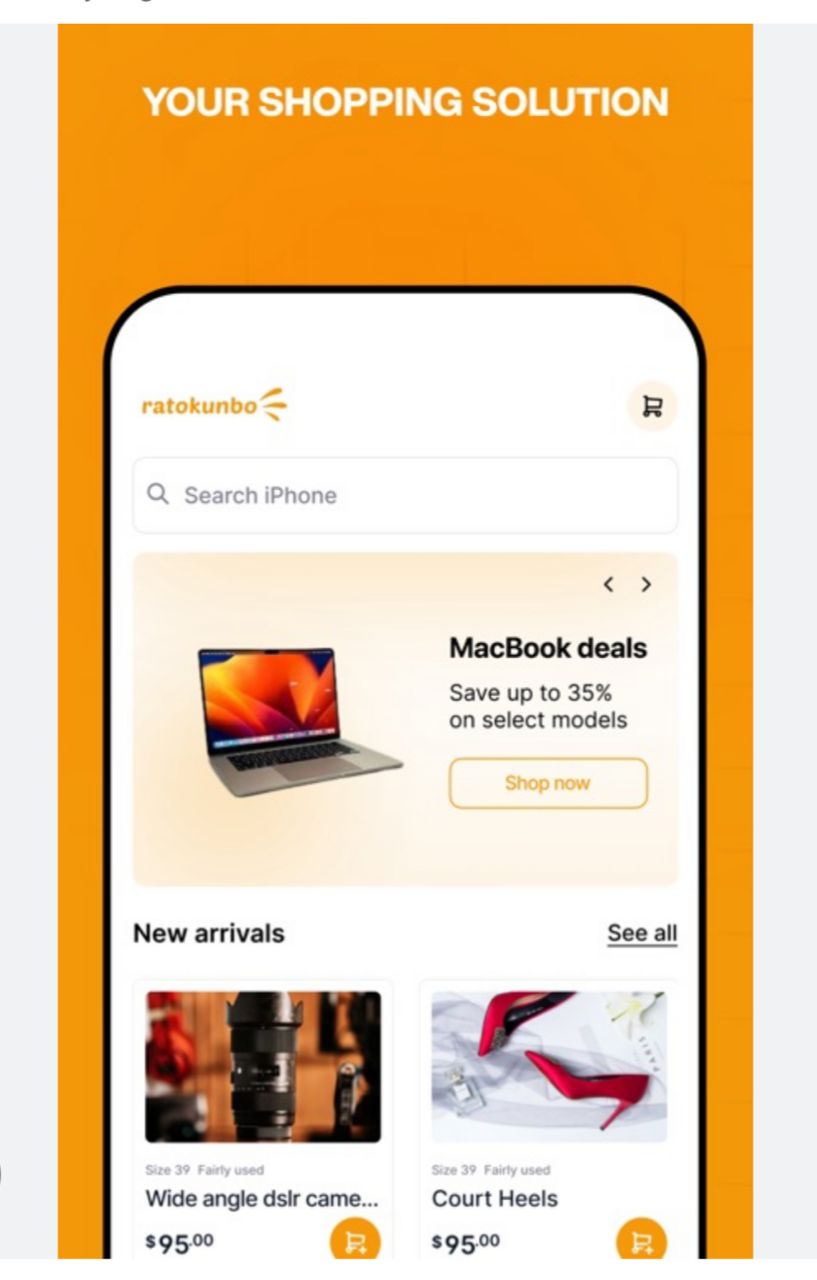 YOUR SHOPPING SOLUTION
ratokunbo
Search iPhone
MacBook deals
Save up to 35%
on select models
Shop now
New arrivals
See all
PARIS
Size 39 Fairly used
Size 39 Fairly used
Wide angle dslr came...
Court Heels
$95.00
$95.00